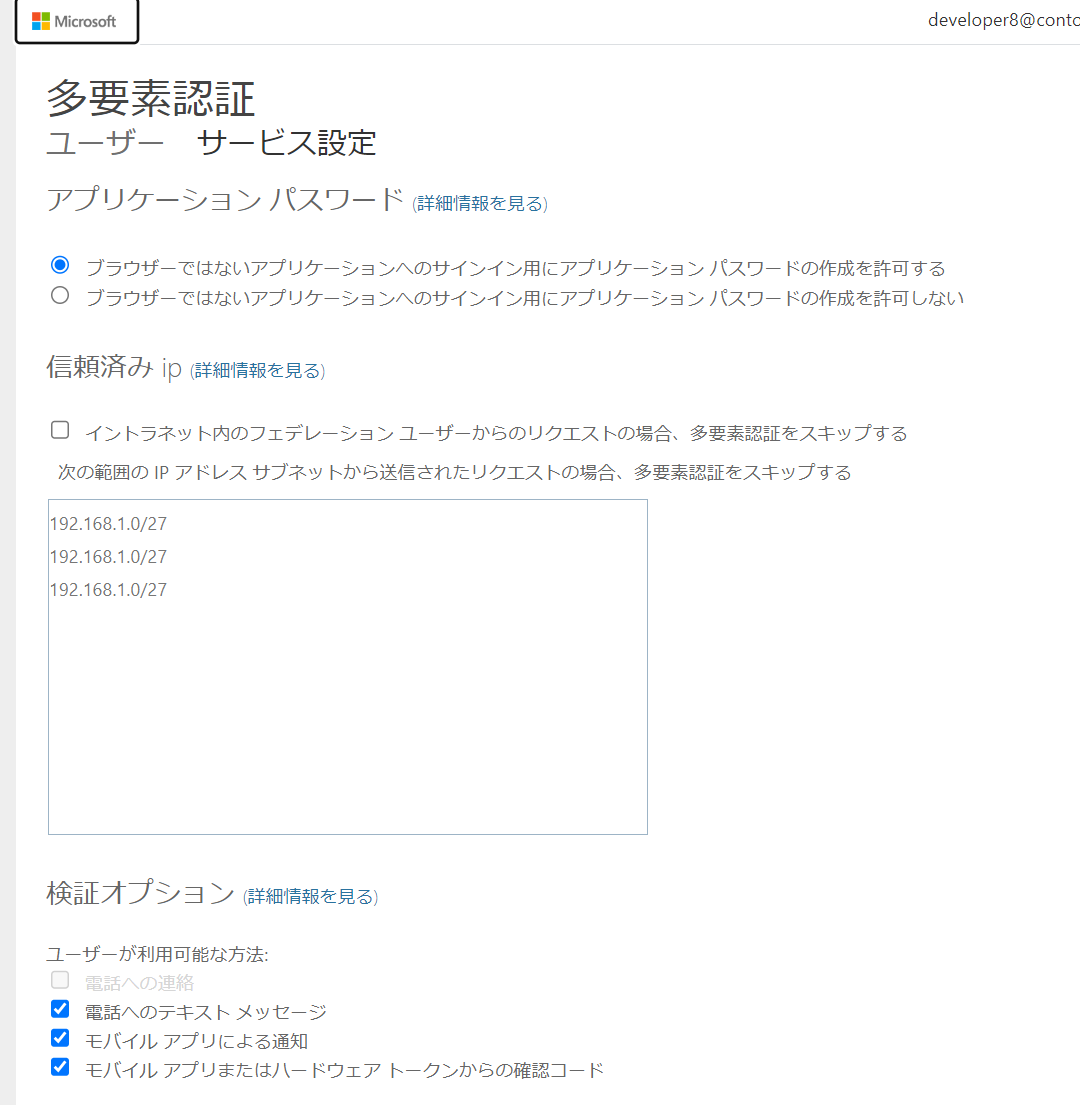 Microsoft
developer8@conto
多要素認証
ユーザー サービス設定
アプリケーション パスワード (詳細情報を見る)
ブラウザーではないアプリケーションへのサインイン用にアプリケーション パスワードの作成を許可する
ブラウザーではないアプリケーションへのサインイン用にアプリケーション パスワードの作成を許可しない
信頼済み ip (詳細情報を見る)
イントラネット内のフェデレーション ユーザーからのリクエストの場合、多要素認証をスキップする
次の範囲の IP アドレス サブネットから送信されたリクエストの場合、多要素認証をスキップする
192.168.1.0/27
192.168.1.0/27
192.168.1.0/27
検証オプション (詳細情報を見る)
ユーザーが利用可能な方法:
電話への連絡
電話へのテキスト メッセージ
モバイル アプリによる通知
モバイル アプリまたはハードウェア トークンからの確認コード